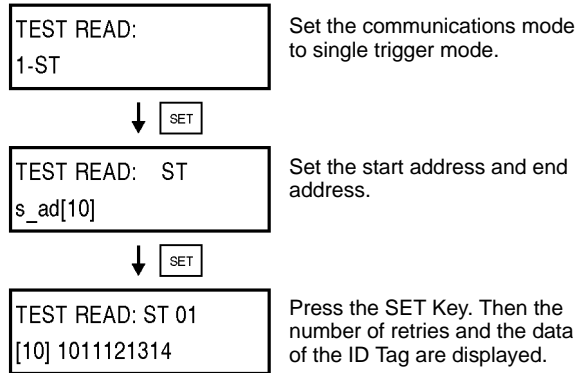 TEST READ:
1-ST
Set the communications mode
to single trigger mode.
SET
TEST READ: ST
s_ad[10]
Set the start address and end
address.
SET
TEST READ: ST 01
[10] 1011121314
Press the SET Key. Then the
number of retries and the data
of the ID Tag are displayed.